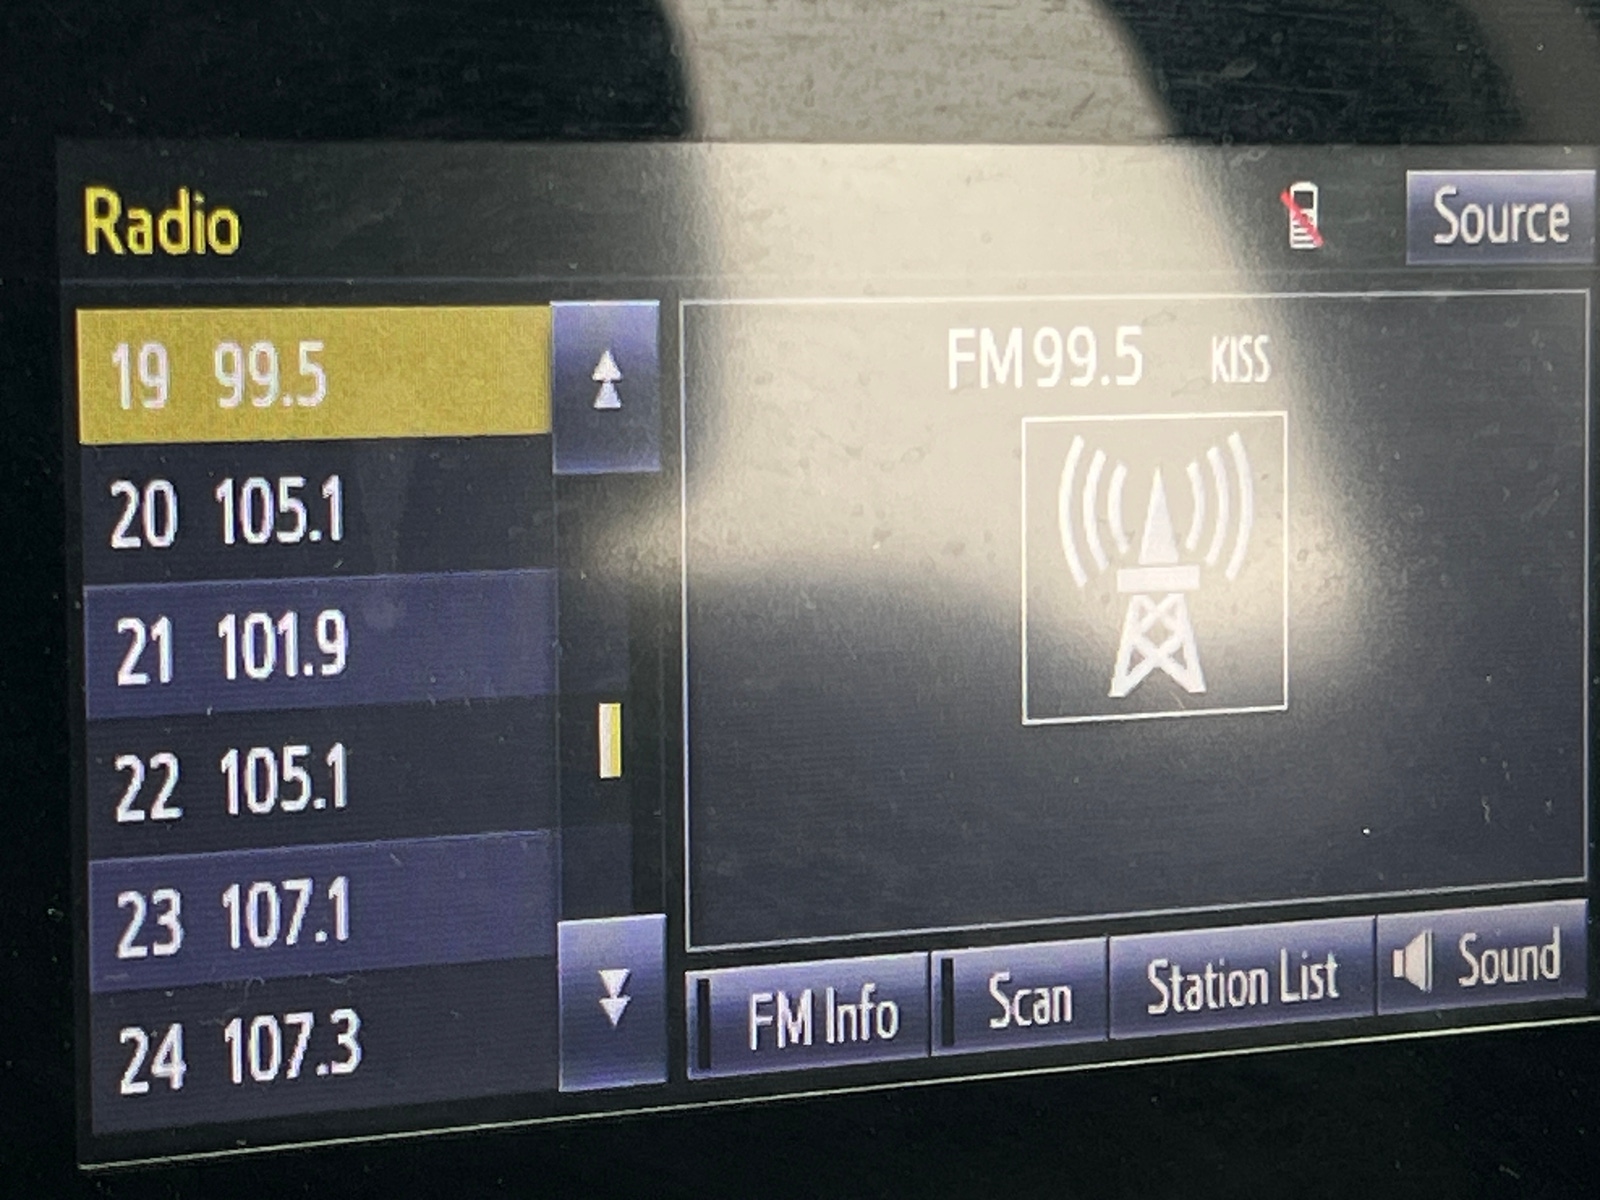 Radio
Source
19 99.5
20 105.1
21 101.9
22 105.1
23 107.1
24 107.3
FM 99.5 KISS
FM Info
Scan
Station List
Sound